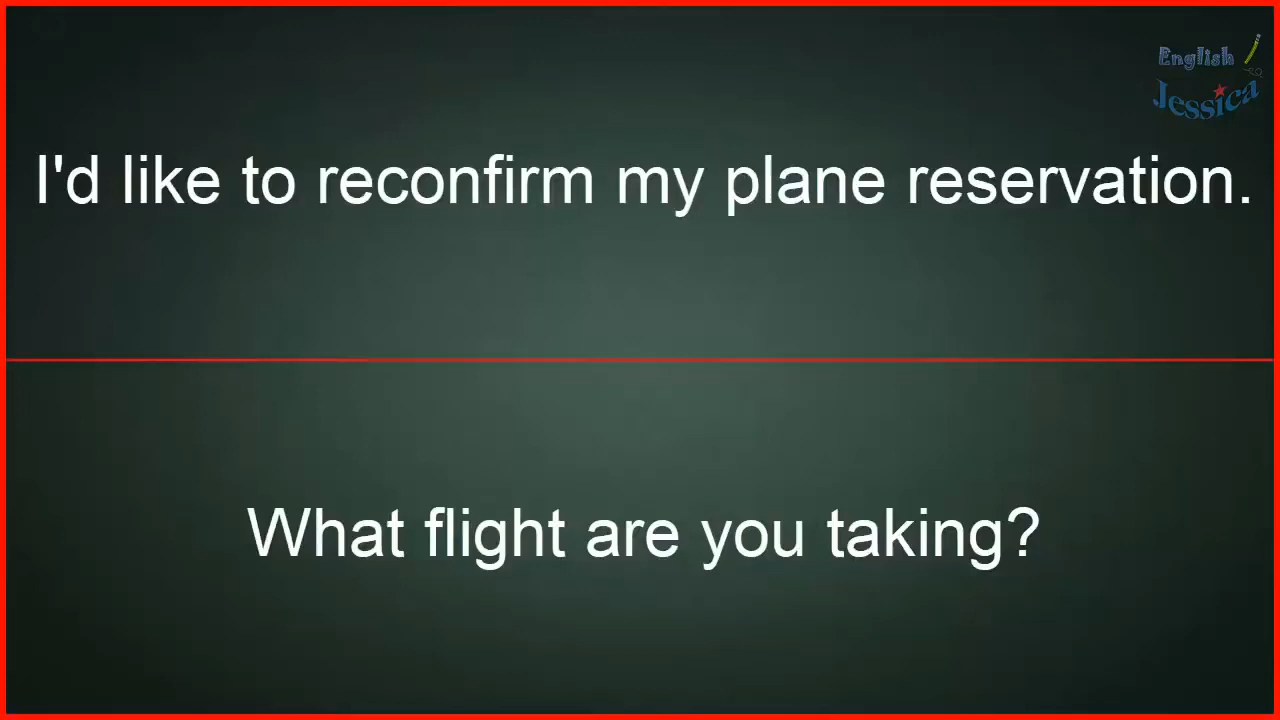 English
Jessica
I'd like to reconfirm my plane reservation.
What flight are you taking?